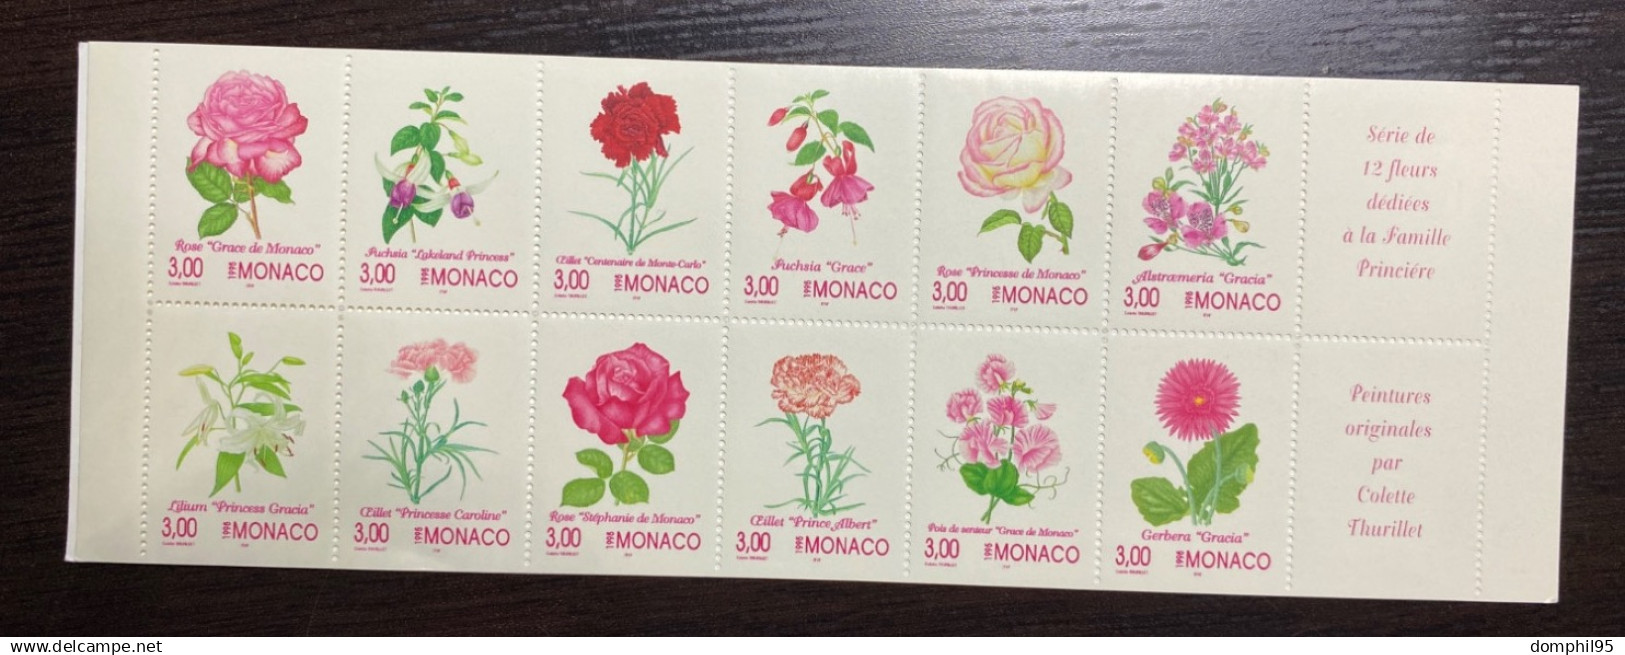 Rose "Grace de Monaco"
3,00 1995 MONACO
Fuchsia "Lakeland Princess"
3,00 1995 MONACO
Œillet "Centenaire de Monte-Carlo"
3,00 1995 MONACO
Fuchsia "Grace"
3,00 1995 MONACO
Rose "Princesse de Monaco"
3,00 1995 MONACO
Alstrœmeria "Gracia"
3,00 1995 MONACO
Série de
12 fleurs
dédiées
à la Famille
Princiére
Lilium "Princess Gracia"
3,00 1995 MONACO
Œillet "Princesse Caroline"
3,00 1995 MONACO
Rose "Stéphanie de Monaco"
3,00 1995 MONACO
Œillet "Prince Albert"
3,00 1995 MONACO
Pois de senteur "Grace de Monaco"
3,00 1995 MONACO
Gerbera "Gracia"
3,00 1995 MONACO
Peintures
originales
par
Colette
Thurillet
delcampe.net
domphil95